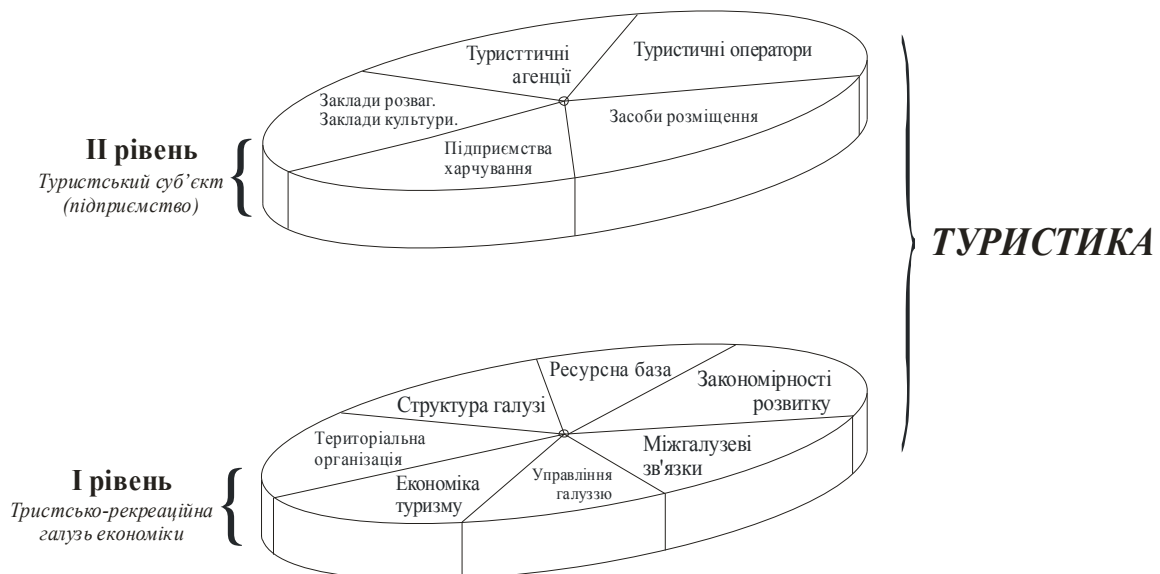 Туристтичні
агенції
Туристичні оператори
Заклади розваг.
Заклади культури.
Засоби розміщення
Підприємства
харчування
II рівень
Туристський суб’єкт
(підприємство)
ТУРИСТИКА
Ресурсна база
Закономірності
розвитку
Структура галузі
Територіальна
організація
Міжгалузеві
зв'язки
Економіка
туризму
Управління
галуззю
I рівень
Тристсько-рекреаційна
галузь економіки